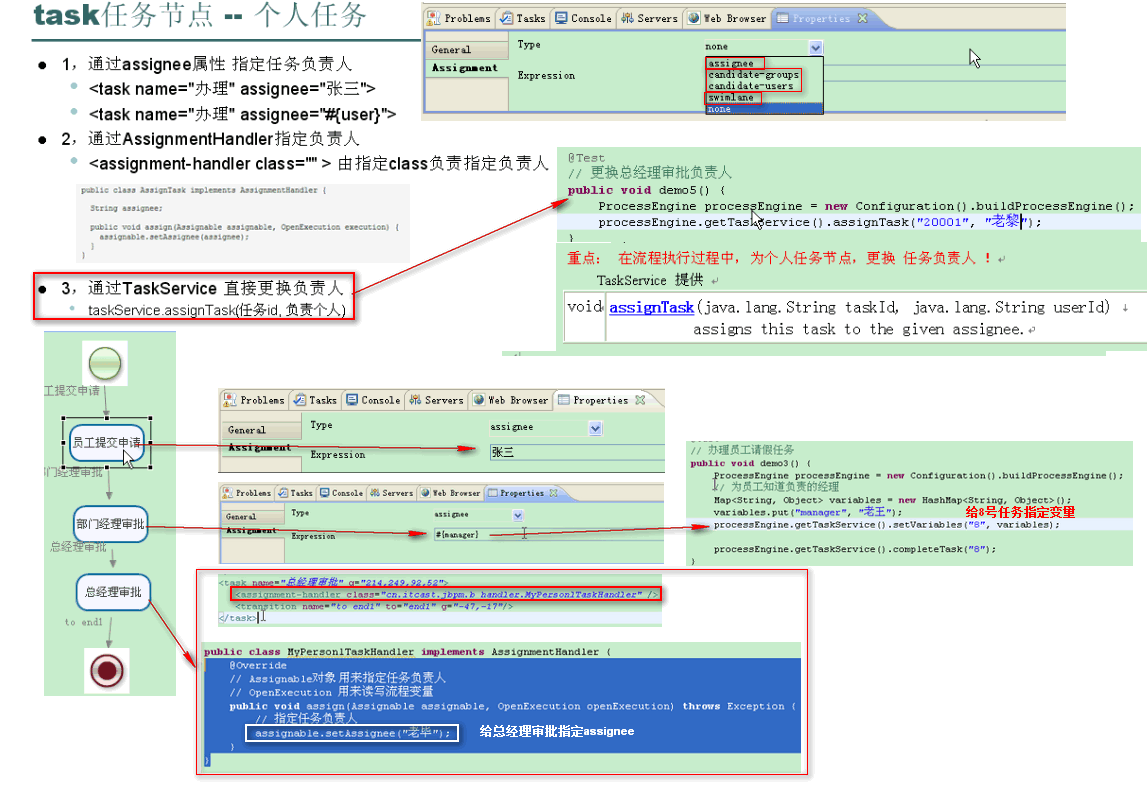 task任务节点 -- 个人任务
1，通过assignee属性 指定任务负责人
<task name="办理" assignee="张三">
<task name="办理" assignee="#{user}">
2，通过AssignmentHandler指定负责人
<assignment-handler class="" > 由指定class负责指定负责人
public class AssignTask implements AssignmentHandler {
String assignee;
public void assign(Assignable assignable, OpenExecution execution) {
assignable.setAssignee(assignee);
}
}
3，通过TaskService 直接更换负责人
taskService.assignTask(任务id, 负责个人)
Problems Tasks Console Servers Web Browser Properties
General
Assignment
Type
none
assignee
candidate-groups
candidate-users
swimlane
none
Expression
@Test
// 更换总经理审批负责人
public void demo5() {
ProcessEngine processEngine = new Configuration().buildProcessEngine();
processEngine.getTaskService().assignTask("20001", "老黎");
}
重点： 在流程执行过程中，为个人任务节点，更换 任务负责人 ！
TaskService 提供
void assignTask(java.lang.String taskId, java.lang.String userId)
assigns this task to the given assignee.
工提交申请
员工提交申请
门经理审批
部门经理审批
总经理审批
总经理审批
to end1
Problems Tasks Console Servers Web Browser Properties
General
Assignment
Type
assignee
Expression
张三
Problems Tasks Console Servers Web Browser Properties
General
Assignment
Type
assignee
Expression
#{manager}
// 办理员工请假任务
public void demo3() {
ProcessEngine processEngine = new Configuration().buildProcessEngine();
// 为员工知道负责的经理
Map<String, Object> variables = new HashMap<String, Object>();
variables.put("manager", "老王");
给8号任务指定变量
processEngine.getTaskService().setVariables("8", variables);
processEngine.getTaskService().completeTask("8");
}
<task name="总经理审批" g="214,249,92,52">
<assignment-handler class="cn.itcast.jbpm.b_handler.MyPersonlTaskHandler" />
<transition name="to end1" to="end1" g="-47,-17"/>
</task>
public class MyPersonlTaskHandler implements AssignmentHandler {
@Override
// Assignable对象 用来指定任务负责人
// OpenExecution 用来读写流程变量
public void assign(Assignable assignable, OpenExecution openExecution) throws Exception {
// 指定任务负责人
assignable.setAssignee("老毕");
给总经理审批指定assignee
}
}